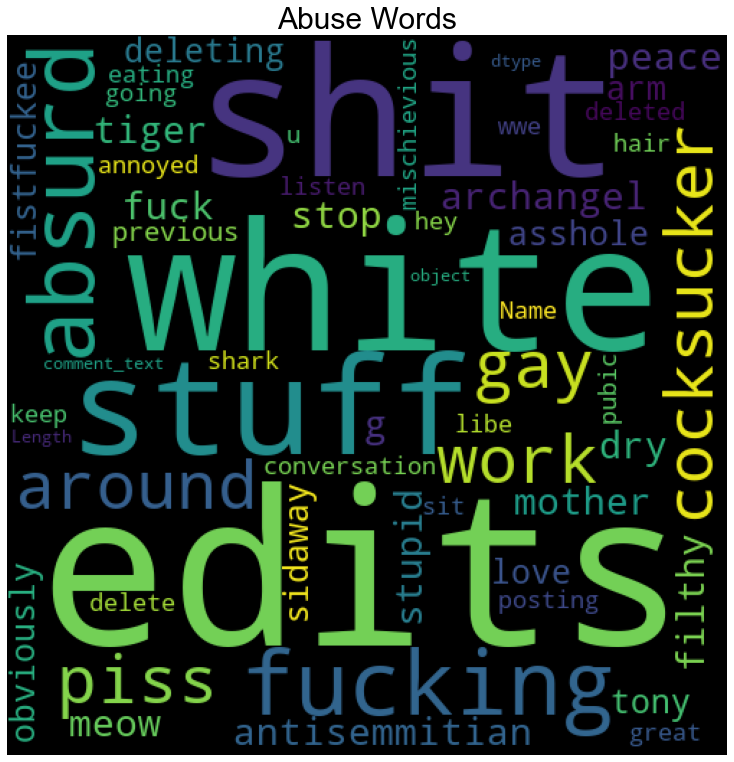 Abuse Words
deleting
shit
dtype
peace
fistfuckee
absurd
eating
going
mischievious
arm
deleted
tiger
u
wwe
hair
annoyed
listen
archangel
cocksucker
fuck
stop
hey
asshole
previous
white
object
Name
comment_text
shark
stuff
gay
pubic
keep
Length
g
libe
dry
conversation
work
around
sidaway
stupid
sit
mother
edits
filthy
obviously
delete
love
posting
piss
fucking
meow
tony
antisemmitian
great